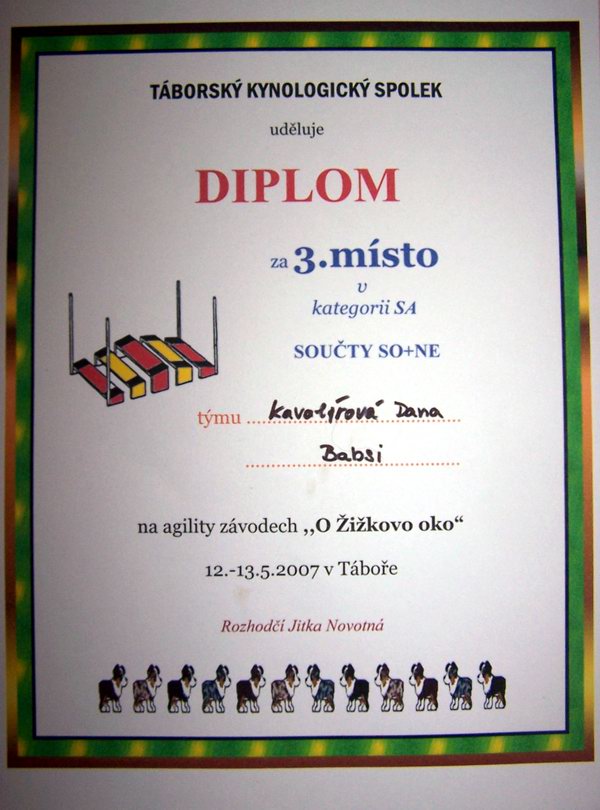 TÁBORSKÝ KYNOLOGICKÝ SPOLEK
uděluje
DIPLOM
za 3.místo
v
kategorii SA
SOUČTY SO+NE
týmu Kavalírová Dana
Babsi
na agility závodech ,,O Žižkovo oko“
12.-13.5.2007 v Táboře
Rozhodčí Jitka Novotná